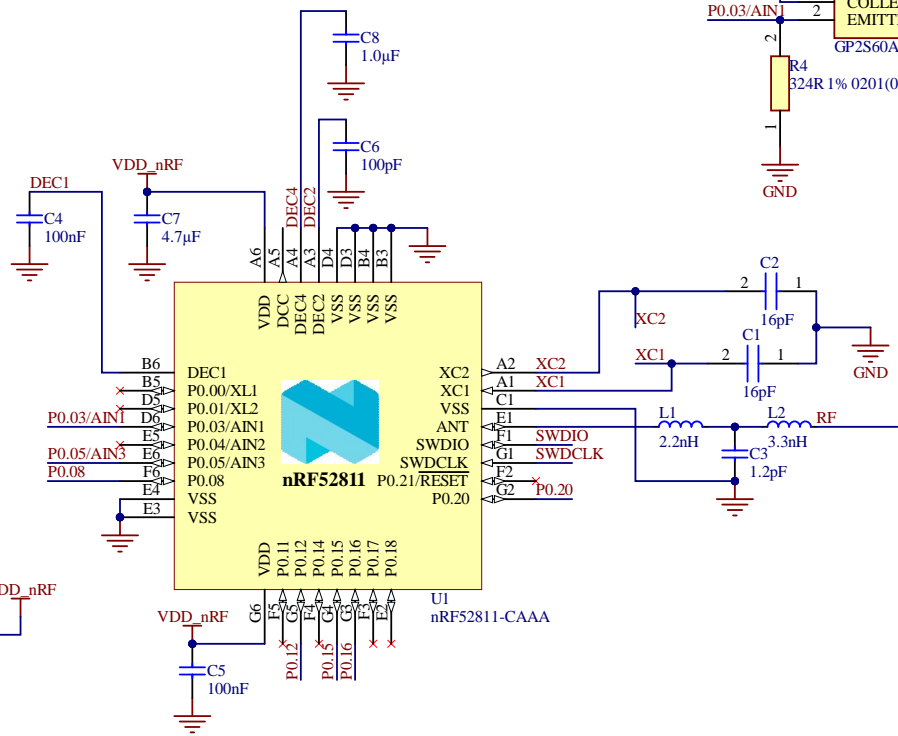 C8
1.0µF
C6
100pF
P0.03/AIN1
2
COLLE
EMITT
GP2S60A
2
R4
324R 1% 0201(0
1
GND
VDD_nRF
DEC1
C4
100nF
C7
4.7µF
DEC4
DEC2
A6
A5
A4
A3
D4
D3
B4
B3
VDD
DCC
DEC4
DEC2
VSS
VSS
VSS
VSS
B6
DEC1
B5
P0.00/XL1
D5
P0.01/XL2
P0.03/AIN1
D6
P0.03/AIN1
E5
P0.04/AIN2
P0.05/AIN3
E6
P0.05/AIN3
P0.08
F6
P0.08
E4
VSS
E3
VSS
nRF52811
XC2
A2
XC2
XC1
A1
XC1
VSS
C1
ANT
E1
SWDIO
F1
SWDIO
SWDCLK
G1
SWDCLK
P0.21/RESET
F2
P0.20
G2
P0.20
C2
2
1
16pF
XC2
C1
XC1
2
1
16pF
GND
L1
2.2nH
L2
3.3nH
RF
C3
1.2pF
VDD
P0.11
P0.12
P0.14
P0.15
P0.16
P0.17
P0.18
G6
F5
G5
F4
G4
G3
F3
E2
P0.12
P0.15
P0.16
U1
nRF52811-CAAA
DD_nRF
VDD_nRF
C5
100nF